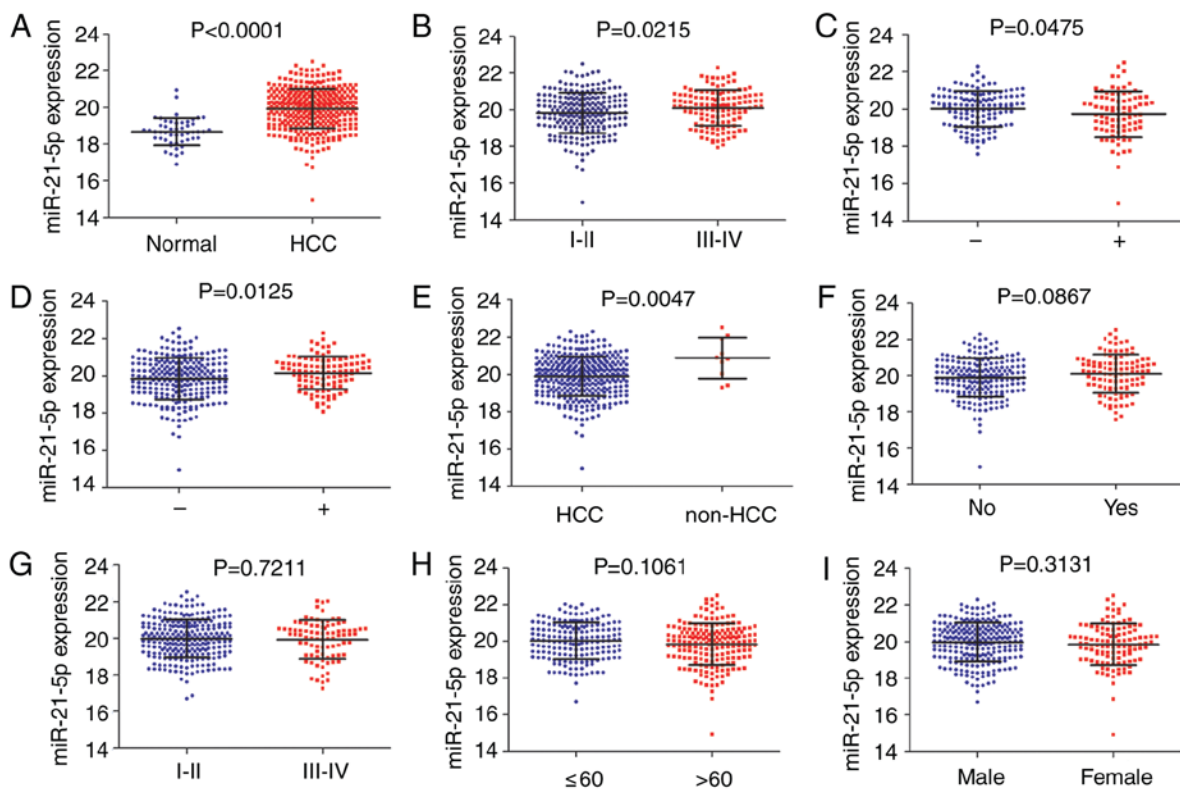 A
P<0.0001
miR-21-5p expression
24
22
20
18
16
14
Normal HCC
B
P=0.0215
miR-21-5p expression
24
22
20
18
16
14
I-II III-IV
C
P=0.0475
miR-21-5p expression
24
22
20
18
16
14
– +
D
P=0.0125
miR-21-5p expression
24
22
20
18
16
14
– +
E
P=0.0047
miR-21-5p expression
24
22
20
18
16
14
HCC non-HCC
F
P=0.0867
miR-21-5p expression
24
22
20
18
16
14
No Yes
G
P=0.7211
miR-21-5p expression
24
22
20
18
16
14
I-II III-IV
H
P=0.1061
miR-21-5p expression
24
22
20
18
16
14
≤60 >60
I
P=0.3131
miR-21-5p expression
24
22
20
18
16
14
Male Female